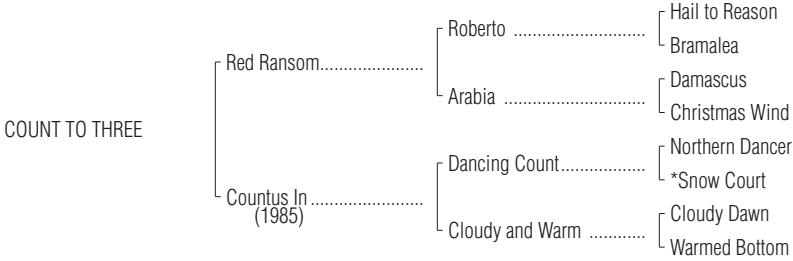 Hail to Reason
Roberto ............................
Bramalea
Red Ransom......................
Damascus
Arabia ..............................
Christmas Wind
COUNT TO THREE
Northern Dancer
Dancing Count..................
*Snow Court
Countus In ........................
(1985)
Cloudy Dawn
Cloudy and Warm ............
Warmed Bottom